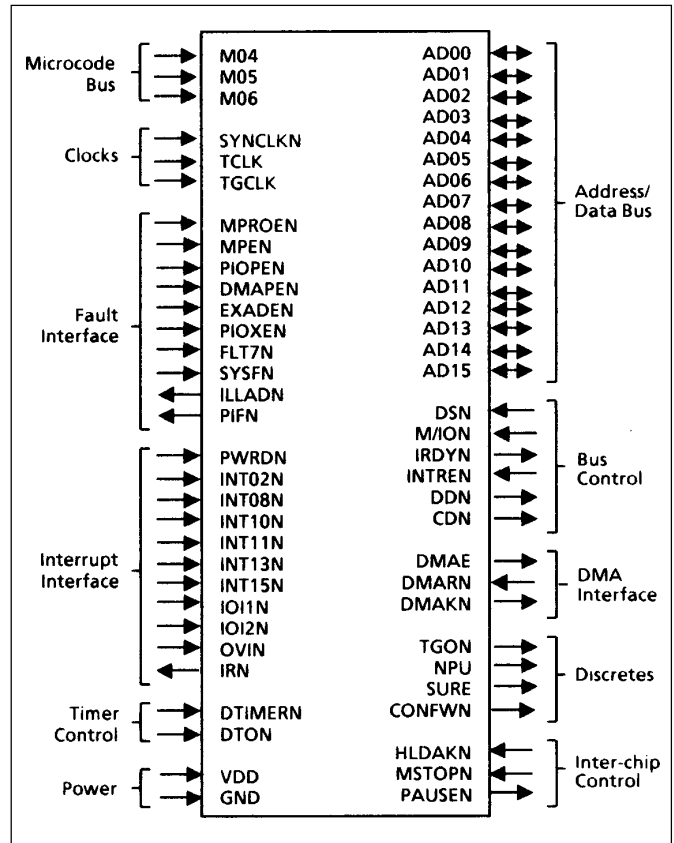 Microcode
Bus
M04
M05
M06
Clocks
SYNCLKN
TCLK
TGCLK
Fault
Interface
MPROEN
MPEN
PIOPEN
DMAPEN
EXADEN
PIOXEN
FLT7N
SYSFN
ILLADN
PIFN
Interrupt
Interface
PWRDN
INT02N
INT08N
INT10N
INT11N
INT13N
INT15N
IOI1N
IOI2N
OVIN
IRN
Timer
Control
DTIMERN
DTON
Power
VDD
GND
AD00
AD01
AD02
AD03
AD04
AD05
AD06
AD07
AD08
AD09
AD10
AD11
AD12
AD13
AD14
AD15
Address/
Data Bus
DSN
M/ION
IRDYN
INTREN
DDN
CDN
Bus
Control
DMAE
DMARN
DMAKN
DMA
Interface
TGON
NPU
SURE
CONFWN
Discretes
HLDAKN
MSTOPN
PAUSEN
Inter-chip
Control